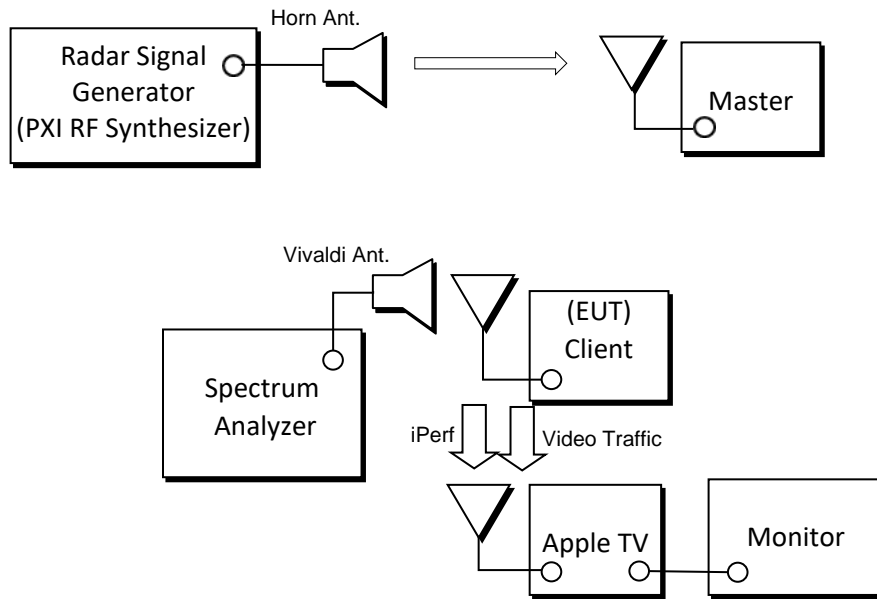 Horn Ant.
Radar Signal
Generator
(PXI RF Synthesizer)
Master
Vivaldi Ant.
(EUT)
Client
Spectrum
Analyzer
iPerf
Video Traffic
Apple TV
Monitor